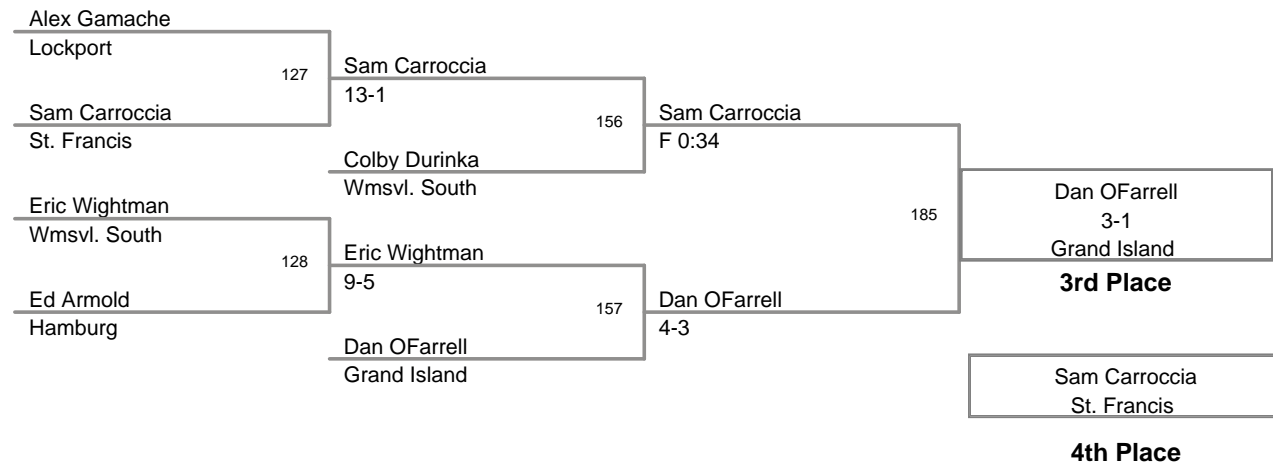 Alex Gamache
Lockport
127
Sam Carroccia
St. Francis
Sam Carroccia
13-1
156
Colby Durinka
Wmsvl. South
Sam Carroccia
F 0:34
Eric Wightman
Wmsvl. South
128
Ed Armold
Hamburg
Eric Wightman
9-5
157
Dan OFarrell
Grand Island
Dan OFarrell
4-3
185
Dan OFarrell
3-1
Grand Island
3rd Place
Sam Carroccia
St. Francis
4th Place